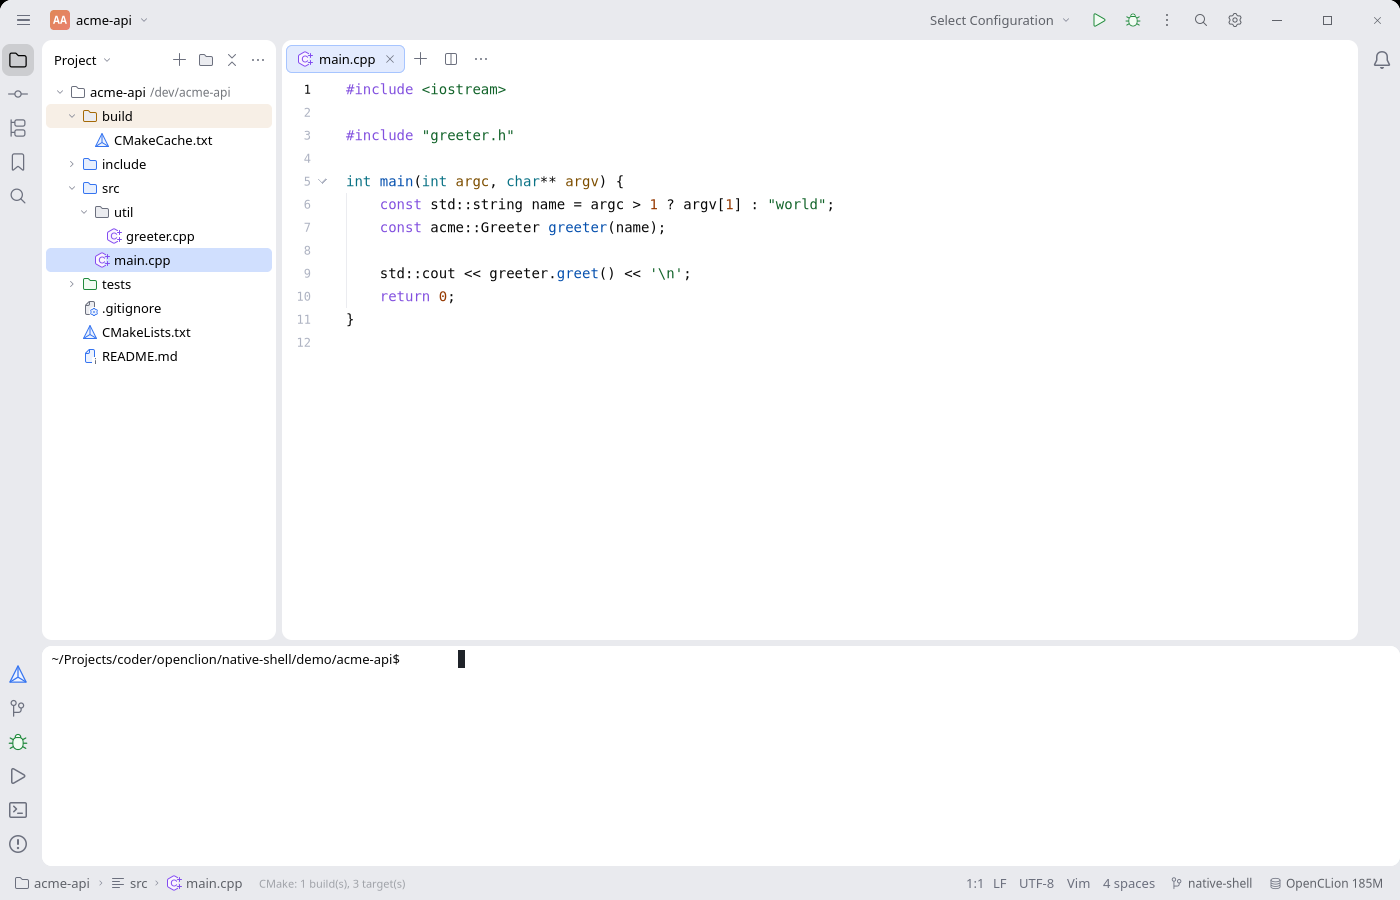 AA acme-api Select Configuration
Project
main.cpp
acme-api /dev/acme-api
build
CMakeCache.txt
include
src
util
greeter.cpp
main.cpp
tests
.gitignore
CMakeLists.txt
README.md
1 #include <iostream>
2
3 #include "greeter.h"
4
5 int main(int argc, char** argv) {
6 const std::string name = argc > 1 ? argv[1] : "world";
7 const acme::Greeter greeter(name);
8
9 std::cout << greeter.greet() << '\n';
10 return 0;
11 }
12
~/Projects/coder/openclion/native-shell/demo/acme-api$
acme-api › src › main.cpp CMake: 1 build(s), 3 target(s) 1:1 LF UTF-8 Vim 4 spaces native-shell OpenCLion 185M